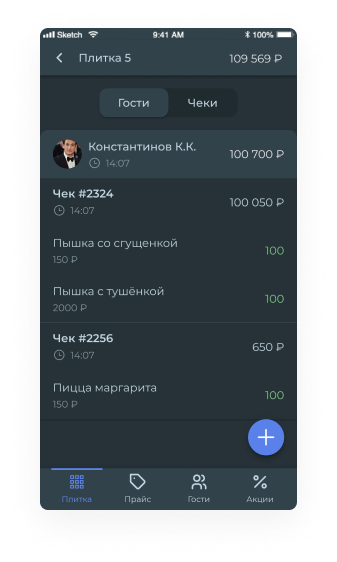 Sketch 9:41 AM 100%
Плитка 5 109 569 ₽
Гости Чеки
Константинов К.К. 100 700 ₽
14:07
Чек #2324 100 050 ₽
14:07
Пышка со сгущенкой 100
150 ₽
Пышка с тушёнкой 100
2000 ₽
Чек #2256 650 ₽
14:07
Пицца маргарита 100
150 ₽
Плитка Прайс Гости Акции